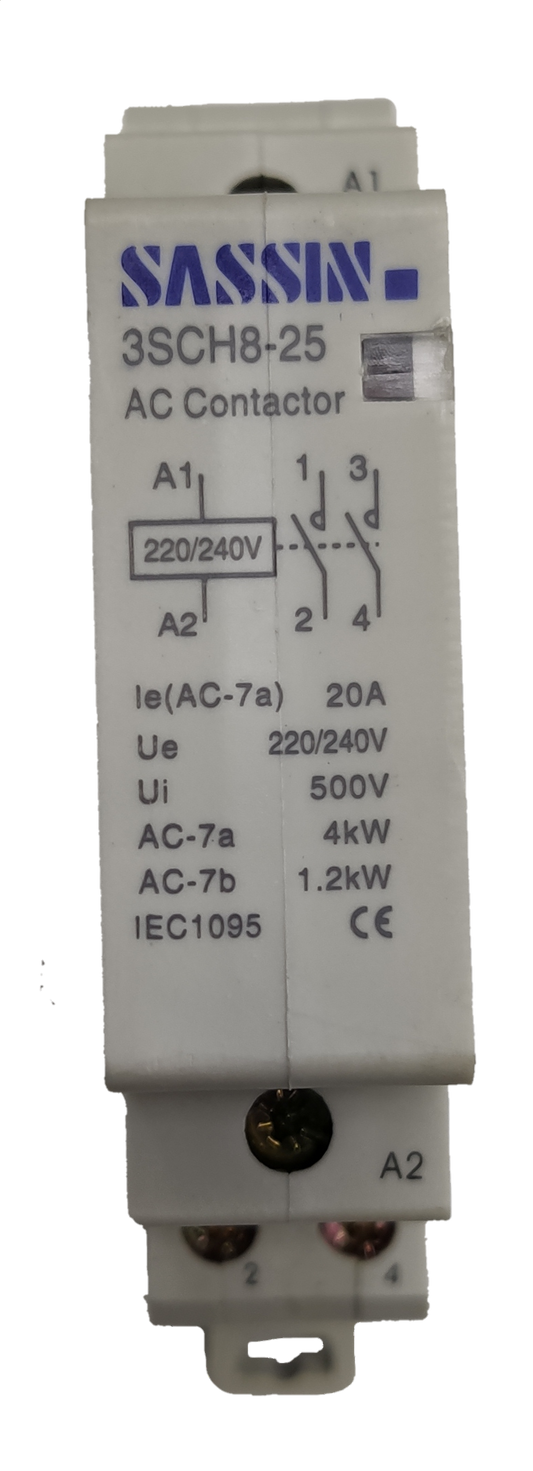 A1
SASSIN
3SCH8-25
AC Contactor
A1 1 3
220/240V
A2 2 4
Ie(AC-7a) 20A
Ue 220/240V
Ui 500V
AC-7a 4kW
AC-7b 1.2kW
IEC1095 CE
A2
2 4